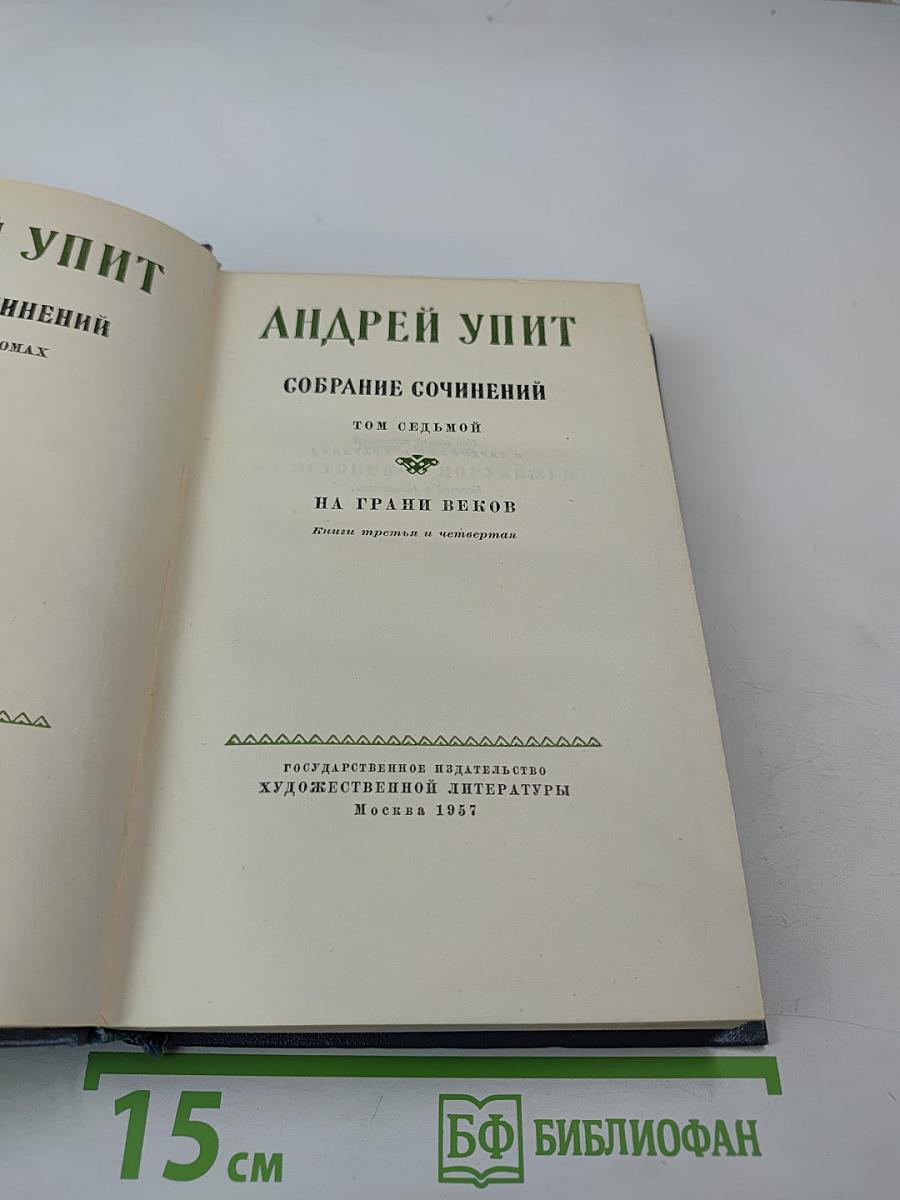 УПИТ
ИНЕНИЙ
ОМАХ
АНДРЕЙ УПИТ
СОБРАНИЕ СОЧИНЕНИЙ
ТОМ СЕДЬМОЙ
НА ГРАНИ ВЕКОВ
Книги третья и четвертая
ГОСУДАРСТВЕННОЕ ИЗДАТЕЛЬСТВО
ХУДОЖЕСТВЕННОЙ ЛИТЕРАТУРЫ
Москва 1957
15 см
БФ БИБЛИОФАН